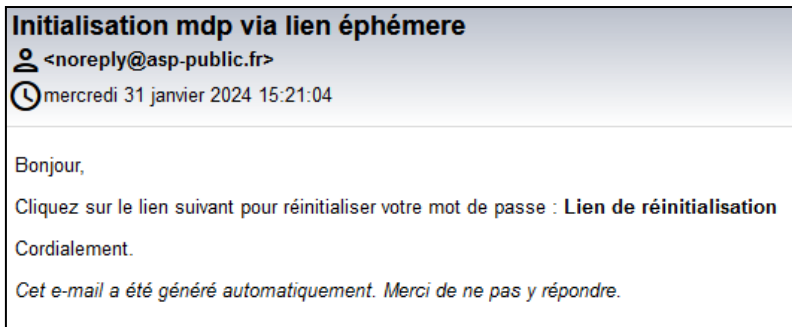 Initialisation mdp via lien éphémere
<noreply@asp-public.fr>
mercredi 31 janvier 2024 15:21:04
Bonjour,
Cliquez sur le lien suivant pour réinitialiser votre mot de passe : Lien de réinitialisation
Cordialement.
Cet e-mail a été généré automatiquement. Merci de ne pas y répondre.